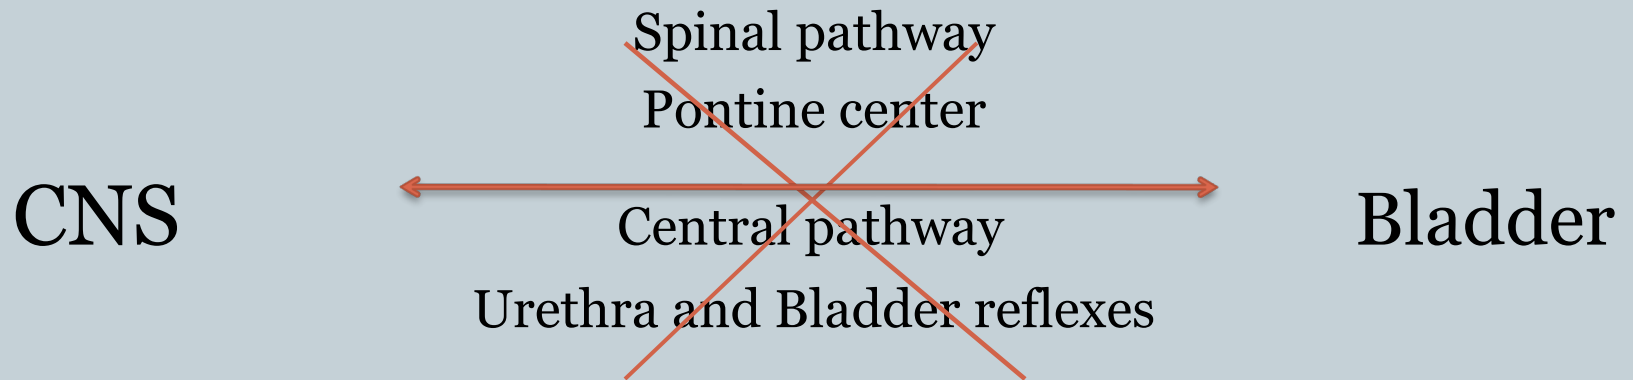 Spinal pathway
Pontine center
CNS
Bladder
Central pathway
Urethra and Bladder reflexes